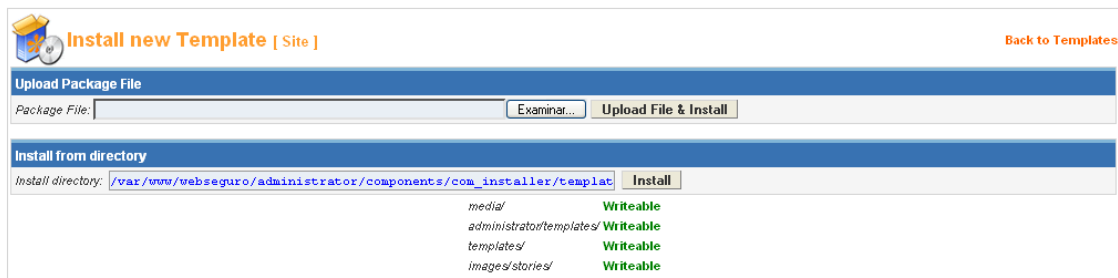 Install new Template [ Site ]
Back to Templates
Upload Package File
Package File: Examinar... Upload File & Install
Install from directory
Install directory: /var/www/webseguro/administrator/components/com_installer/templat Install
media/ Writeable
administrator/templates/ Writeable
templates/ Writeable
images/stories/ Writeable